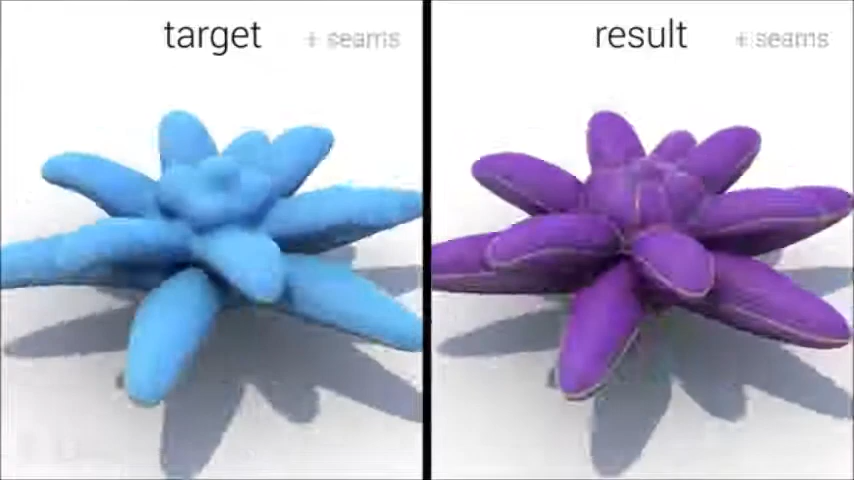 target + seams
result + seams